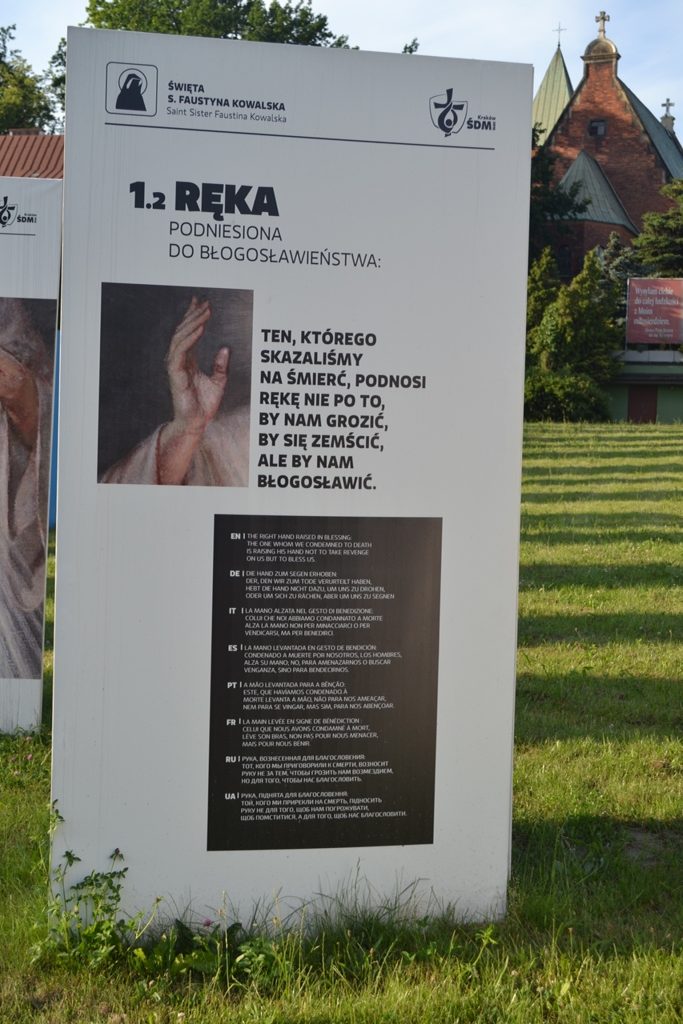 ŚWIĘTA
S. FAUSTYNA KOWALSKA
Saint Sister Faustina Kowalska
Kraków
ŚDM
1.2 RĘKA
PODNIESIONA
DO BŁOGOSŁAWIEŃSTWA:
TEN, KTÓREGO
SKAZALIŚMY
NA ŚMIERĆ, PODNOSI
RĘKĘ NIE PO TO,
BY NAM GROZIĆ,
BY SIĘ ZEMŚCIĆ,
ALE BY NAM
BŁOGOSŁAWIĆ.
EN | THE RIGHT HAND RAISED IN BLESSING:
THE ONE WHOM WE CONDEMNED TO DEATH
IS RAISING HIS HAND NOT TO TAKE REVENGE
ON US BUT TO BLESS US.
DE | DIE HAND ZUM SEGEN ERHOBEN:
DER, DEN WIR ZUM TODE VERURTEILT HABEN,
HEBT DIE HAND NICHT DAZU, UM UNS ZU DROHEN,
ODER UM SICH ZU RÄCHEN, ABER UM UNS ZU SEGNEN
IT | LA MANO ALZATA NEL GESTO DI BENEDIZIONE:
COLUI CHE NOI ABBIAMO CONDANNATO A MORTE
ALZA LA MANO NON PER MINACCIARCI O PER
VENDICARSI, MA PER BENEDIRCI
ES | LA MANO LEVANTADA EN GESTO DE BENDICIÓN:
CONDENADO A MUERTE POR NOSOTROS, LOS HOMBRES,
ALZA SU MANO; NO, PARA AMENAZARNOS O BUSCAR
VENGANZA, SINO PARA BENDECIRNOS.
PT | A MÃO LEVANTADA PARA A BÊNÇÃO:
ESTE, QUE HAVÍAMOS CONDENADO À
MORTE LEVANTA A MÃO, NÃO PARA NOS AMEAÇAR,
NEM PARA SE VINGAR, MAS SIM, PARA NOS ABENÇOAR.
FR | LA MAIN LEVÉE EN SIGNE DE BÉNÉDICTION:
CELUI QUE NOUS AVONS CONDAMNÉ À MORT,
LÈVE SON BRAS, NON PAS POUR NOUS MENACER,
MAIS POUR NOUS BENIR.
RU | РУКА, ВОЗНЕСЕННАЯ ДЛЯ БЛАГОСЛОВЕНИЯ:
ТОТ, КОГО МЫ ПРИГОВОРИЛИ К СМЕРТИ, ВОЗНОСИТ
РУКУ НЕ ЗА ТЕМ, ЧТОБЫ ГРОЗИТЬ НАМ ВОЗМЕЗДИЕМ,
НО ДЛЯ ТОГО, ЧТОБЫ НАС БЛАГОСЛОВИТЬ.
UA | РУКА, ПІДНЯТА ДЛЯ БЛАГОСЛОВЕННЯ:
ТОЙ, КОГО МИ ПРИРЕКЛИ НА СМЕРТЬ, ПІДНОСИТЬ
РУКУ НЕ ДЛЯ ТОГО, ЩОБ НАМ ПОГРОЖУВАТИ,
ЩОБ ПОМСТИТИСЯ, А ДЛЯ ТОГО, ЩОБ НАС БЛАГОСЛОВИТИ.
ŚDM
Wysyłam ciebie
do całej ludzkości
z Moim
miłosierdziem.